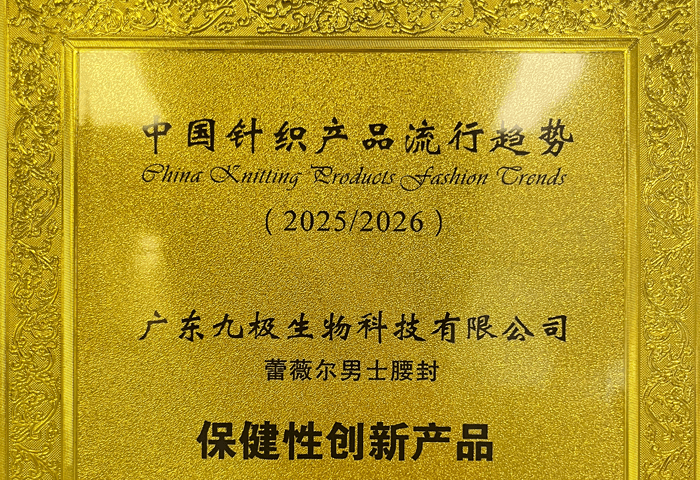 中国针织产品流行趋势
China Knitting Products Fashion Trends
（2025/2026）
广东九极生物科技有限公司
蕾薇尔男士腰封
保健性创新产品